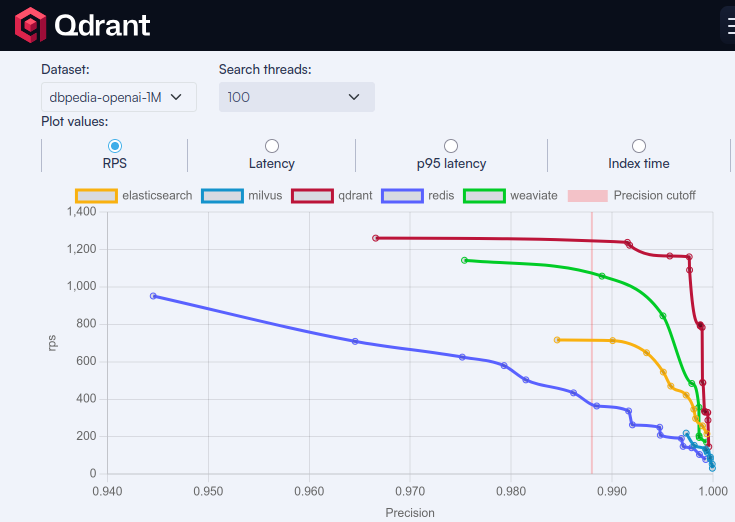 Qdrant
Dataset: Search threads:
dbpedia-openai-1M 100
Plot values:
RPS Latency p95 latency Index time
elasticsearch milvus qdrant redis weaviate Precision cutoff
1,400
1,200
1,000
800
600
400
200
0
rps
0.940 0.950 0.960 0.970 0.980 0.990 1.000
Precision